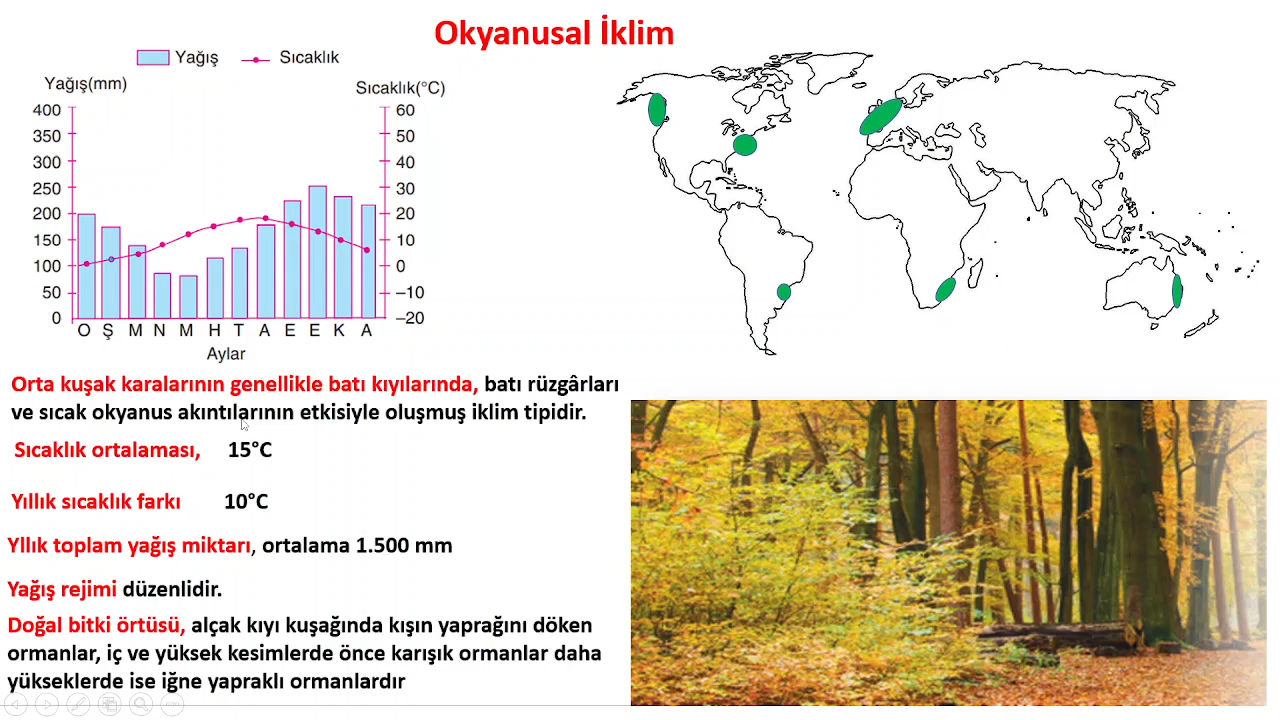 Okyanusal İklim
Yağış Sıcaklık
Yağış(mm) Sıcaklık(°C)
400 60
350 50
300 40
250 30
200 20
150 10
100 0
50 –10
0 –20
O Ş M N M H T A E E K A
Aylar
Orta kuşak karalarının genellikle batı kıyılarında, batı rüzgârları
ve sıcak okyanus akıntılarının etkisiyle oluşmuş iklim tipidir.
Sıcaklık ortalaması, 15°C
Yıllık sıcaklık farkı 10°C
Yllık toplam yağış miktarı, ortalama 1.500 mm
Yağış rejimi düzenlidir.
Doğal bitki örtüsü, alçak kıyı kuşağında kışın yaprağını döken
ormanlar, iç ve yüksek kesimlerde önce karışık ormanlar daha
yükseklerde ise iğne yapraklı ormanlardır